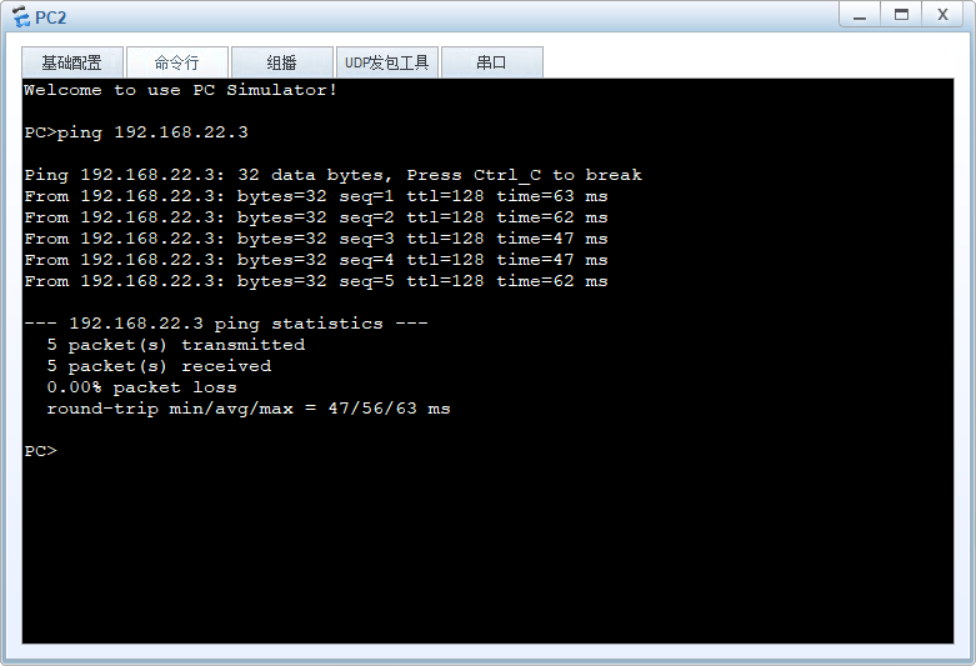 PC2
基础配置 命令行 组播 UDP发包工具 串口
Welcome to use PC Simulator!
PC>ping 192.168.22.3
Ping 192.168.22.3: 32 data bytes, Press Ctrl_C to break
From 192.168.22.3: bytes=32 seq=1 ttl=128 time=63 ms
From 192.168.22.3: bytes=32 seq=2 ttl=128 time=62 ms
From 192.168.22.3: bytes=32 seq=3 ttl=128 time=47 ms
From 192.168.22.3: bytes=32 seq=4 ttl=128 time=47 ms
From 192.168.22.3: bytes=32 seq=5 ttl=128 time=62 ms
--- 192.168.22.3 ping statistics ---
5 packet(s) transmitted
5 packet(s) received
0.00% packet loss
round-trip min/avg/max = 47/56/63 ms
PC>